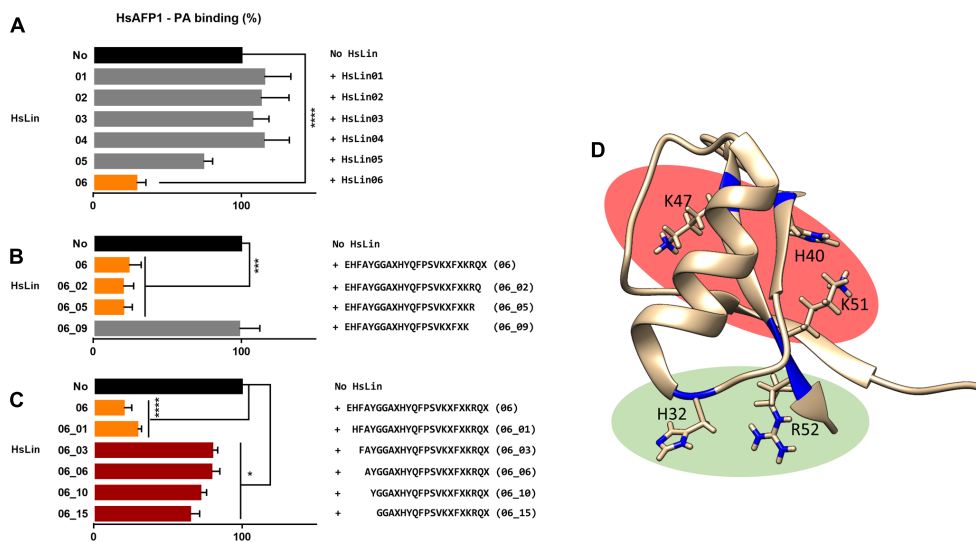 HsAFP1 - PA binding (%)
A
No
No HsLin
01
+ HsLin01
02
+ HsLin02
HsLin
03
+ HsLin03
04
+ HsLin04
05
+ HsLin05
06
+ HsLin06
****
0
100
B
No
No HsLin
06
+ EHFAYGGAXHYQFPSVKXFXKRQX (06)
HsLin
06_02
+ EHFAYGGAXHYQFPSVKXFXKRQ (06_02)
06_05
+ EHFAYGGAXHYQFPSVKXFXKR (06_05)
06_09
+ EHFAYGGAXHYQFPSVKXFXK (06_09)
***
0
100
C
No
No HsLin
06
+ EHFAYGGAXHYQFPSVKXFXKRQX (06)
06_01
+ HFAYGGAXHYQFPSVKXFXKRQX (06_01)
HsLin
06_03
+ FAYGGAXHYQFPSVKXFXKRQX (06_03)
06_06
+ AYGGAXHYQFPSVKXFXKRQX (06_06)
06_10
+ YGGAXHYQFPSVKXFXKRQX (06_10)
06_15
+ GGAXHYQFPSVKXFXKRQX (06_15)
****
*
0
100
D
K47
H40
K51
H32
R52